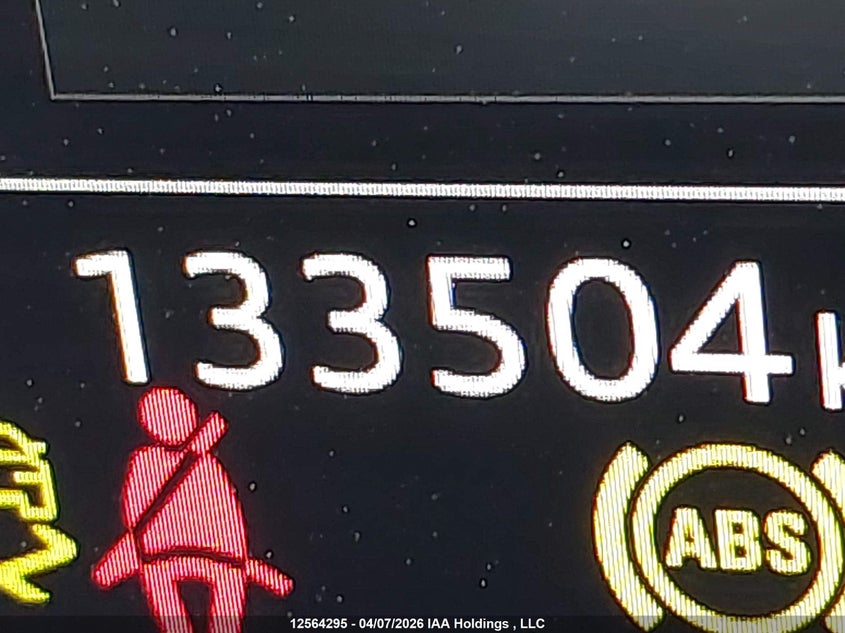 133504 k
ABS
12564295 - 04/07/2026 IAA Holdings , LLC